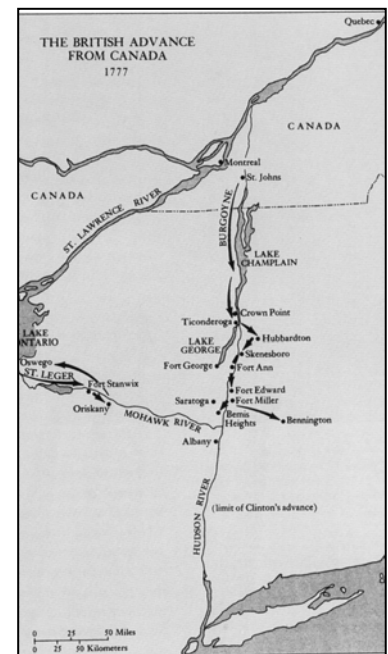 THE BRITISH ADVANCE
FROM CANADA
1777
Quebec
CANADA
Montreal
St. Johns
CANADA
ST. LAWRENCE RIVER
BURGOYNE
LAKE
CHAMPLAIN
Crown Point
Ticonderoga
Hubbardton
LAKE
ONTARIO
LAKE
GEORGE
Skenesboro
Oswego
Fort George
Fort Ann
ST. LEGER
Fort Stanwix
Fort Edward
Saratoga
Fort Miller
Oriskany
MOHAWK RIVER
Bemis
Heights
Bennington
Albany
HUDSON RIVER
(limit of Clinton's advance)
0 25 50 Miles
0 25 50 Kilometers